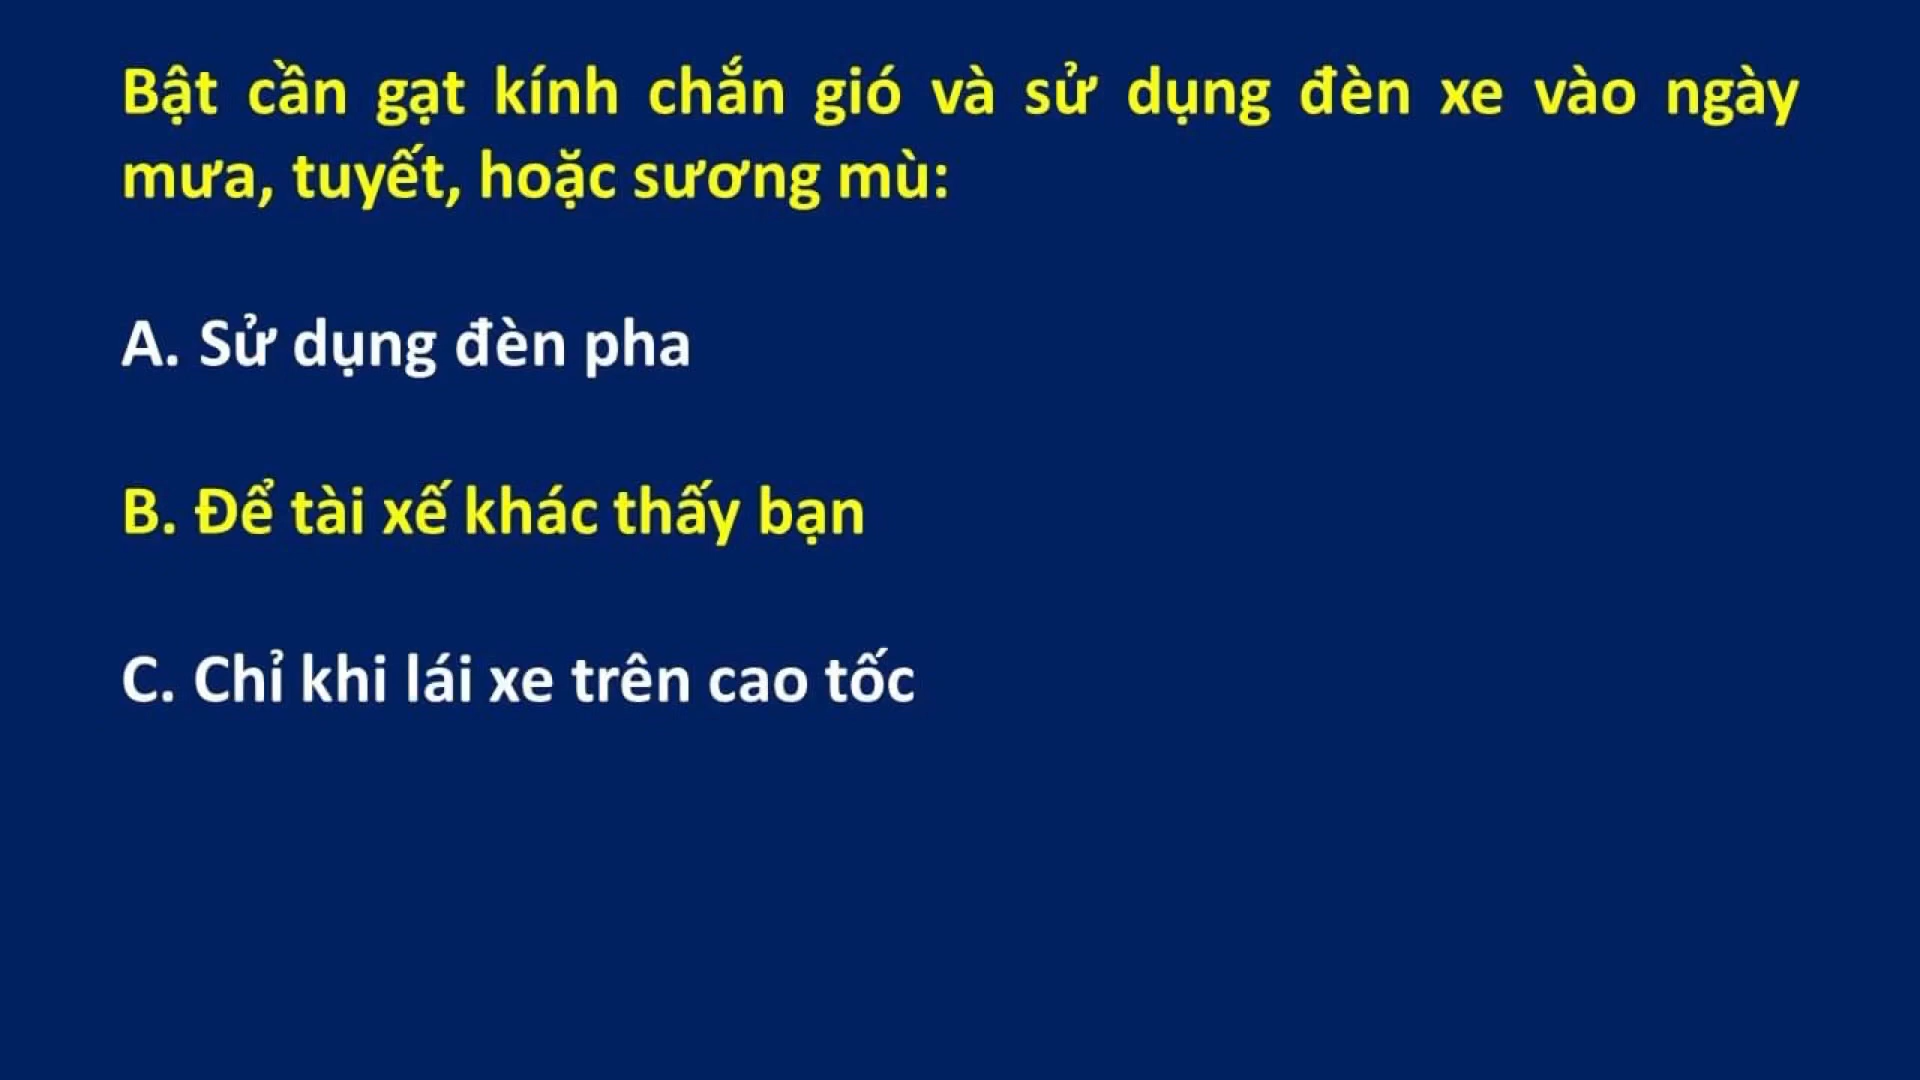 Bật cần gạt kính chắn gió và sử dụng đèn xe vào ngày
mưa, tuyết, hoặc sương mù:
A. Sử dụng đèn pha
B. Để tài xế khác thấy bạn
C. Chỉ khi lái xe trên cao tốc